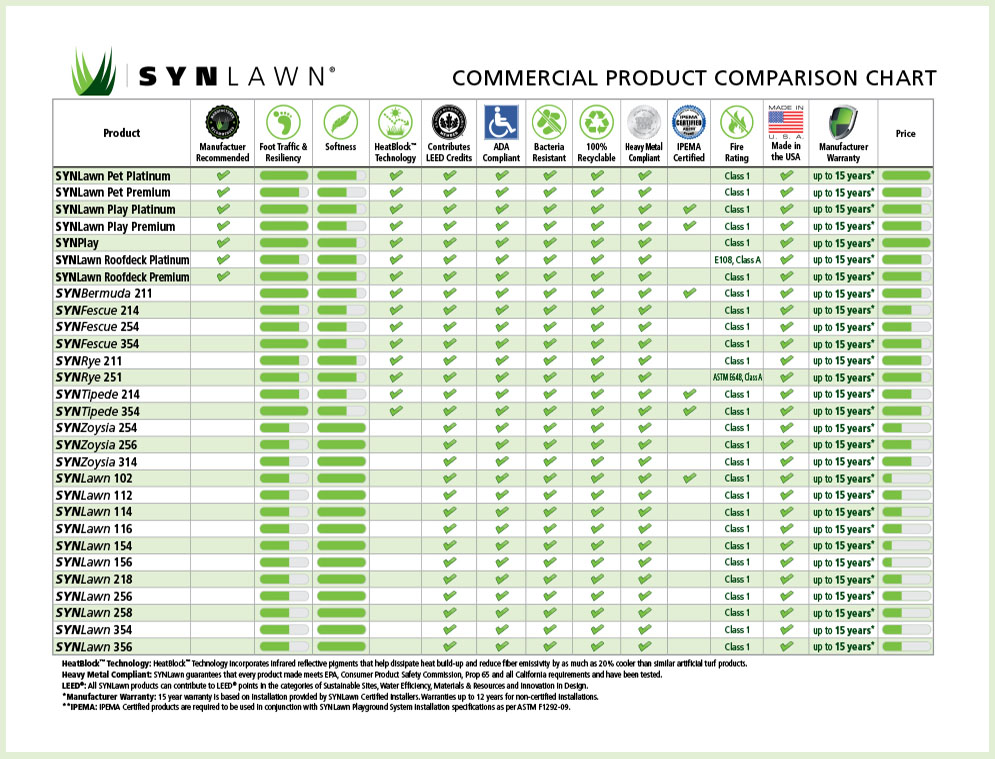 SYNLAWN®
COMMERCIAL PRODUCT COMPARISON CHART
Product
Manufacturer Recommended
Foot Traffic & Resiliency
Softness
HeatBlock™ Technology
Contributes LEED Credits
ADA Compliant
Bacteria Resistant
100% Recyclable
Heavy Metal Compliant
IPEMA CERTIFIED
IPEMA Certified
Fire Rating
MADE IN U.S.A.
Made in the USA
Manufacturer Warranty
Price
SYNLawn Pet Platinum Class 1 up to 15 years*
SYNLawn Pet Premium Class 1 up to 15 years*
SYNLawn Play Platinum Class 1 up to 15 years*
SYNLawn Play Premium Class 1 up to 15 years*
SYNPlay Class 1 up to 15 years*
SYNLawn Roofdeck Platinum E108, Class A up to 15 years*
SYNLawn Roofdeck Premium Class 1 up to 15 years*
SYNBermuda 211 Class 1 up to 15 years*
SYNFescue 214 Class 1 up to 15 years*
SYNFescue 254 Class 1 up to 15 years*
SYNFescue 354 Class 1 up to 15 years*
SYNRye 211 Class 1 up to 15 years*
SYNRye 251 ASTM E648, Class A up to 15 years*
SYNTipede 214 Class 1 up to 15 years*
SYNTipede 354 Class 1 up to 15 years*
SYNZoysia 254 Class 1 up to 15 years*
SYNZoysia 256 Class 1 up to 15 years*
SYNZoysia 314 Class 1 up to 15 years*
SYNLawn 102 Class 1 up to 15 years*
SYNLawn 112 Class 1 up to 15 years*
SYNLawn 114 Class 1 up to 15 years*
SYNLawn 116 Class 1 up to 15 years*
SYNLawn 154 Class 1 up to 15 years*
SYNLawn 156 Class 1 up to 15 years*
SYNLawn 218 Class 1 up to 15 years*
SYNLawn 256 Class 1 up to 15 years*
SYNLawn 258 Class 1 up to 15 years*
SYNLawn 354 Class 1 up to 15 years*
SYNLawn 356 Class 1 up to 15 years*
HeatBlock™ Technology: HeatBlock™ Technology incorporates infrared reflective pigments that help dissipate heat build-up and reduce fiber emissivity by as much as 20% cooler than similar artificial turf products.
Heavy Metal Compliant: SYNLawn guarantees that every product made meets EPA, Consumer Product Safety Commission, Prop 65 and all California requirements and have been tested.
LEED®: All SYNLawn products can contribute to LEED® points in the categories of Sustainable Sites, Water Efficiency, Materials & Resources and Innovation in Design.
*Manufacturer Warranty: 15 year warranty is based on installation provided by SYNLawn Certified Installers. Warranties up to 12 years for non-certified installations.
**IPEMA: IPEMA Certified products are required to be used in conjunction with SYNLawn Playground System installation specifications as per ASTM F1292-09.